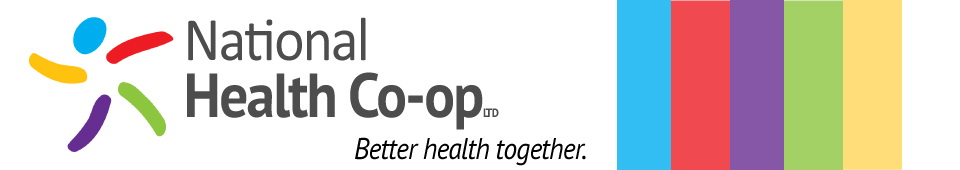 National
Health Co-op LTD
Better health together.